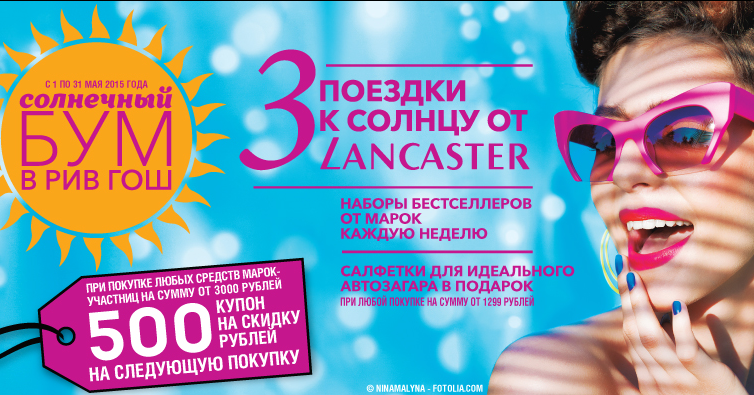 С 1 ПО 31 МАЯ 2015 ГОДА
СОЛНЕЧНЫЙ
БУМ
В РИВ ГОШ
3 ПОЕЗДКИ
К СОЛНЦУ ОТ
LANCASTER
НАБОРЫ БЕСТСЕЛЛЕРОВ
ОТ МАРОК
КАЖДУЮ НЕДЕЛЮ
САЛФЕТКИ ДЛЯ ИДЕАЛЬНОГО
АВТОЗАГАРА В ПОДАРОК
ПРИ ЛЮБОЙ ПОКУПКЕ НА СУММУ ОТ 1299 РУБЛЕЙ
ПРИ ПОКУПКЕ ЛЮБЫХ СРЕДСТВ МАРОК-
УЧАСТНИЦ НА СУММУ ОТ 3000 РУБЛЕЙ
500 КУПОН
НА СКИДКУ
РУБЛЕЙ
НА СЛЕДУЮЩУЮ ПОКУПКУ
© NINAMALYNA - FOTOLIA.COM